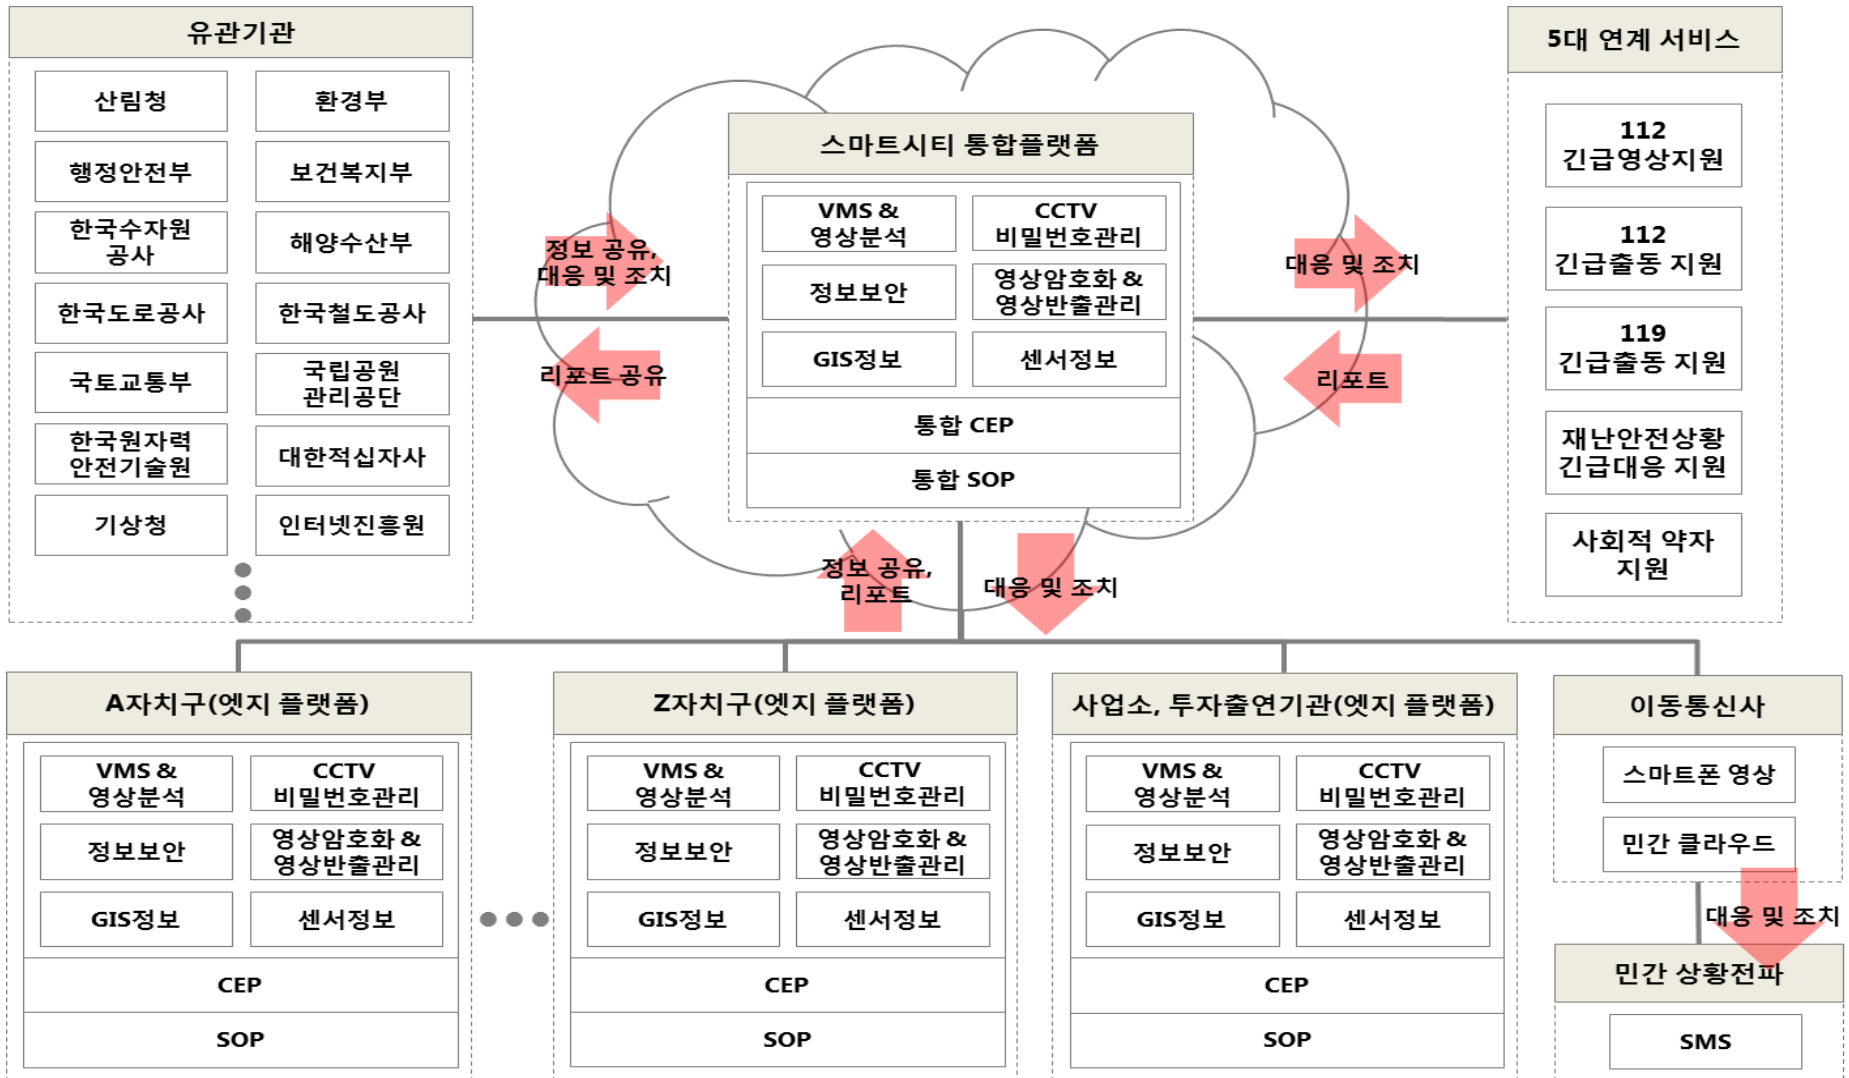 유관기관
산림청
환경부
행정안전부
보건복지부
한국수자원
공사
해양수산부
한국도로공사
한국철도공사
국토교통부
국립공원
관리공단
한국원자력
안전기술원
대한적십자사
기상청
인터넷진흥원
정보 공유,
대응 및 조치
리포트 공유
스마트시티 통합플랫폼
VMS &
영상분석
CCTV
비밀번호관리
정보보안
영상암호화 &
영상반출관리
GIS정보
센서정보
통합 CEP
통합 SOP
대응 및 조치
리포트
5대 연계 서비스
112
긴급영상지원
112
긴급출동 지원
119
긴급출동 지원
재난안전상황
긴급대응 지원
사회적 약자
지원
정보 공유,
리포트
대응 및 조치
A자치구(엣지 플랫폼)
VMS &
영상분석
CCTV
비밀번호관리
정보보안
영상암호화 &
영상반출관리
GIS정보
센서정보
CEP
SOP
Z자치구(엣지 플랫폼)
VMS &
영상분석
CCTV
비밀번호관리
정보보안
영상암호화 &
영상반출관리
GIS정보
센서정보
CEP
SOP
사업소, 투자출연기관(엣지 플랫폼)
VMS &
영상분석
CCTV
비밀번호관리
정보보안
영상암호화 &
영상반출관리
GIS정보
센서정보
CEP
SOP
이동통신사
스마트폰 영상
민간 클라우드
대응 및 조치
민간 상황전파
SMS